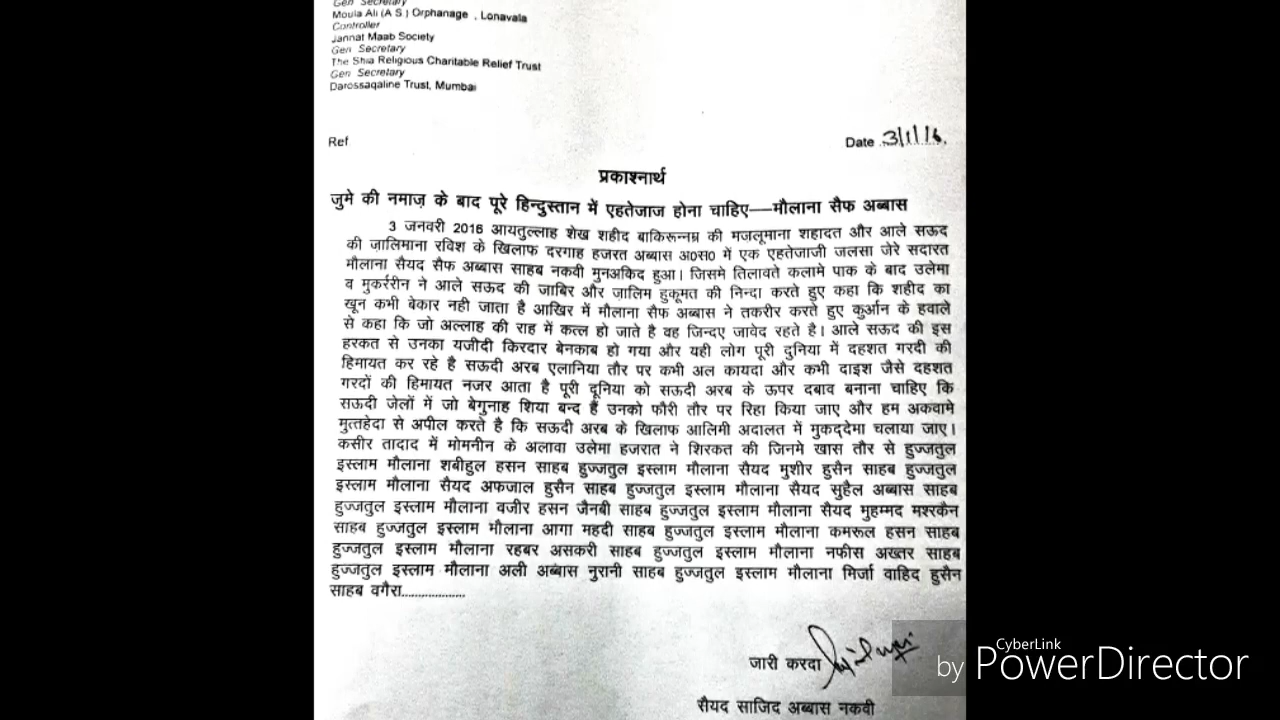 Gen Secretary
Moula Ali (A S ) Orphanage , Lonavala
Controller
Jannat Maab Society
Gen Secretary
The Shia Religious Charitable Relief Trust
Gen Secretary
Darossaqaline Trust, Mumbai
Ref
Date 3/1/16.
प्रकाश्नार्थ
जुमे की नमाज़ के बाद पूरे हिन्दुस्तान में एहतेजाज होना चाहिए—मौलाना सैफ अब्बास
3 जनवरी 2016 आयतुल्लाह शेख शहीद बाकिरून्नम्र की मजलूमाना शहादत और आले सऊद
की ज़ालिमाना रविश के खिलाफ दरगाह हजरत अब्बास अ0स0 में एक एहतेजाजी जलसा जेरे सदारत
मौलाना सैयद सैफ अब्बास साहब नकवी मुनअकिद हुआ। जिसमे तिलावते कलामे पाक के बाद उलेमा
व मुकर्ररीन ने आले सऊद की जाबिर और जालिम हुकूमत की निन्दा करते हुए कहा कि शहीद का
खून कभी बेकार नही जाता है आखिर में मौलाना सैफ अब्बास ने तकरीर करते हुए कुर्आन के हवाले
से कहा कि जो अल्लाह की राह में कत्ल हो जाते है वह जिन्दए जावेद रहते है। आले सऊद की इस
हरकत से उनका यजीदी किरदार बेनकाब हो गया और यही लोग पूरी दुनिया में दहशत गरदी की
हिमायत कर रहे है सऊदी अरब एलानिया तौर पर कभी अल कायदा और कभी दाइश जैसे दहशत
गरदों की हिमायत नजर आता है पूरी दूनिया को सऊदी अरब के ऊपर दबाव बनाना चाहिए कि
सऊदी जेलों में जो बेगुनाह शिया बन्द हैं उनको फौरी तौर पर रिहा किया जाए और हम अकवामे
मुत्तहेदा से अपील करते है कि सऊदी अरब के खिलाफ आलिमी अदालत में मुकद्देमा चलाया जाए।
कसीर तादाद में मोमनीन के अलावा उलेमा हजरात ने शिरकत की जिनमे खास तौर से हुज्जतुल
इस्लाम मौलाना शबीहुल हसन साहब हुज्जतुल इस्लाम मौलाना सैयद मुशीर हुसैन साहब हुज्जतुल
इस्लाम मौलाना सैयद अफजाल हुसैन साहब हुज्जतुल इस्लाम मौलाना सैयद सुहैल अब्बास साहब
हुज्जतुल इस्लाम मौलाना वजीर हसन जैनबी साहब हुज्जतुल इस्लाम मौलाना सैयद मुहम्मद मश्रकैन
साहब हुज्जतुल इस्लाम मौलाना आगा महदी साहब हुज्जतुल इस्लाम मौलाना कमरूल हसन साहब
हुज्जतुल इस्लाम मौलाना रहबर असकरी साहब हुज्जतुल इस्लाम मौलाना नफीस अख्तर साहब
हुज्जतुल इस्लाम मौलाना अली अब्बास नुरानी साहब हुज्जतुल इस्लाम मौलाना मिर्जा वाहिद हुसैन
साहब वगैरा..................
जारी करदा
सैयद साजिद अब्बास नकवी
CyberLink
by PowerDirector